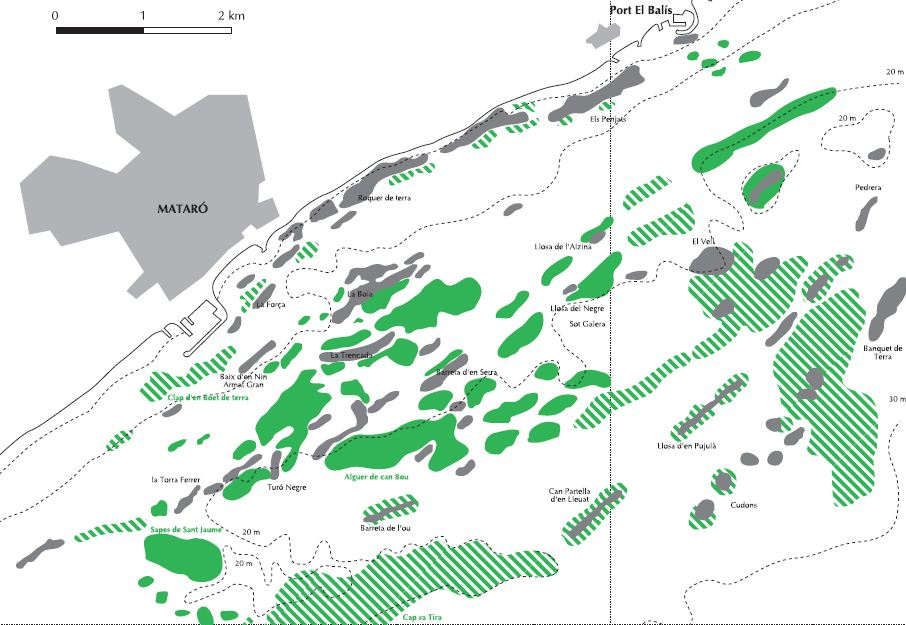 0 1 2 km
Port El Balís
20 m
20 m
Els Penjats
Pedrera
Roquer de terra
MATARÓ
El Vell
Llosa de l'Alzina
La Boia
La Força
Llosa del Negre
Sot Galera
La Trencada
Banquet de
Terra
Barreta d'en Serra
Baix d'en Nin
Armal Gran
Clap d'en Boet de terra
30 m
Llosa d'en Pujulà
la Torra Ferrer
Turó Negre
Alguer de can Bou
Can Partella
d'en Lleuat
Cudons
Barreta de l'ou
Sapes de Sant Jaume
20 m
20 m
Cap sa Tira